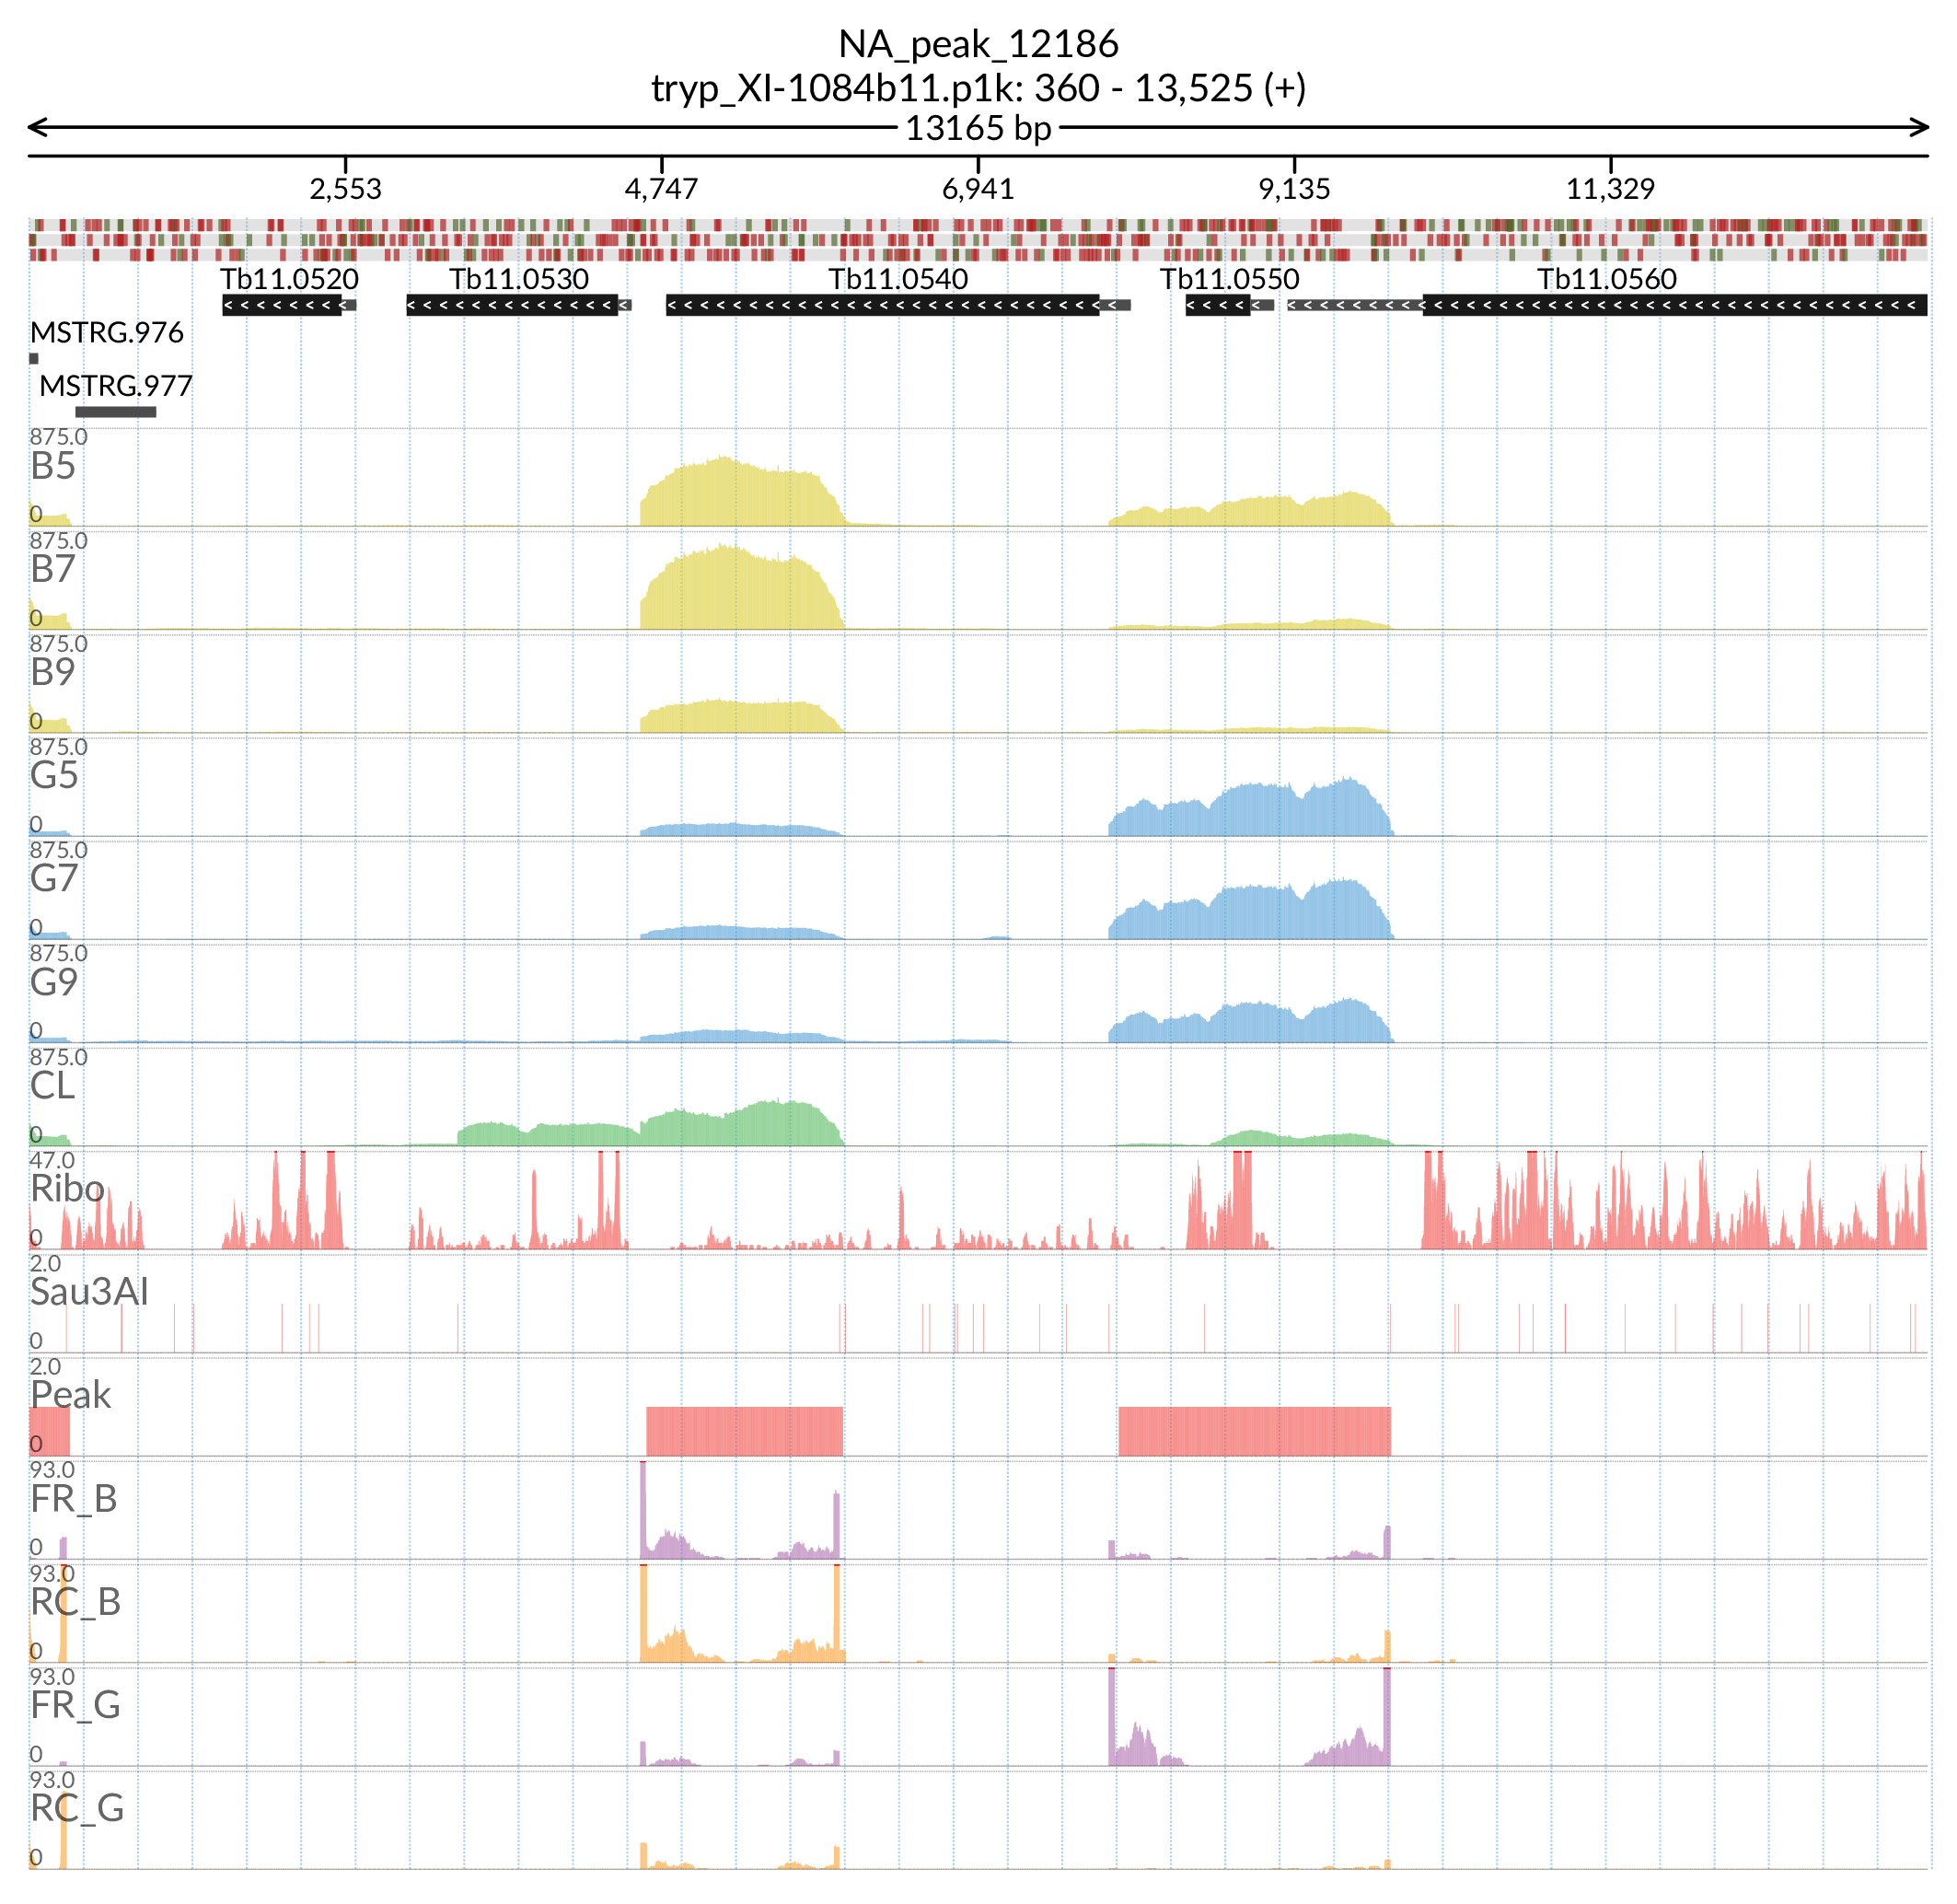 NA_peak_12186
tryp_XI-1084b11.p1k: 360 - 13,525 (+)
13165 bp
2,553 4,747 6,941 9,135 11,329
Tb11.0520 Tb11.0530 Tb11.0540 Tb11.0550 Tb11.0560
MSTRG.976
MSTRG.977
875.0
B5
0
875.0
B7
0
875.0
B9
0
875.0
G5
0
875.0
G7
0
875.0
G9
0
875.0
CL
0
47.0
Ribo
0
2.0
Sau3AI
0
2.0
Peak
0
93.0
FR_B
0
93.0
RC_B
0
93.0
FR_G
0
93.0
RC_G
0